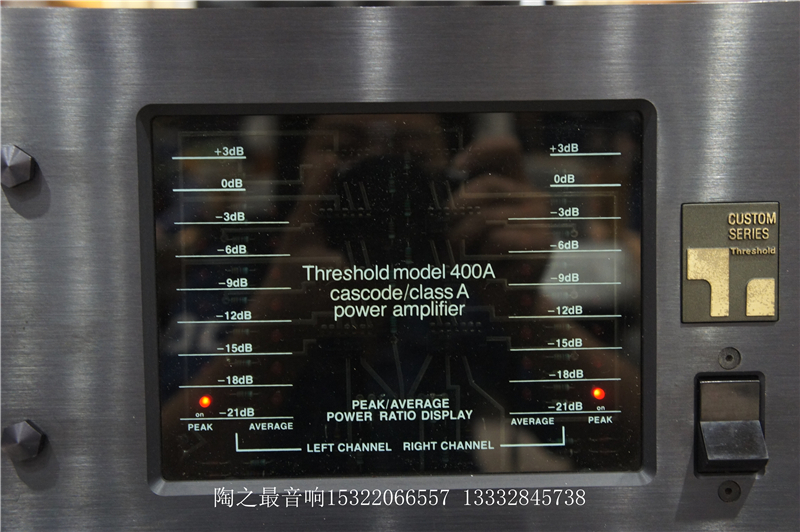 +3dB
0dB
−3dB
−6dB
−9dB
−12dB
−15dB
−18dB
on
−21dB
PEAK AVERAGE
Threshold model 400A
cascode/class A
power amplifier
PEAK/AVERAGE
POWER RATIO DISPLAY
LEFT CHANNEL RIGHT CHANNEL
+3dB
0dB
−3dB
−6dB
−9dB
−12dB
−15dB
−18dB
−21dB
on
AVERAGE PEAK
CUSTOM
SERIES
Threshold
陶之最音响15322066557 13332845738